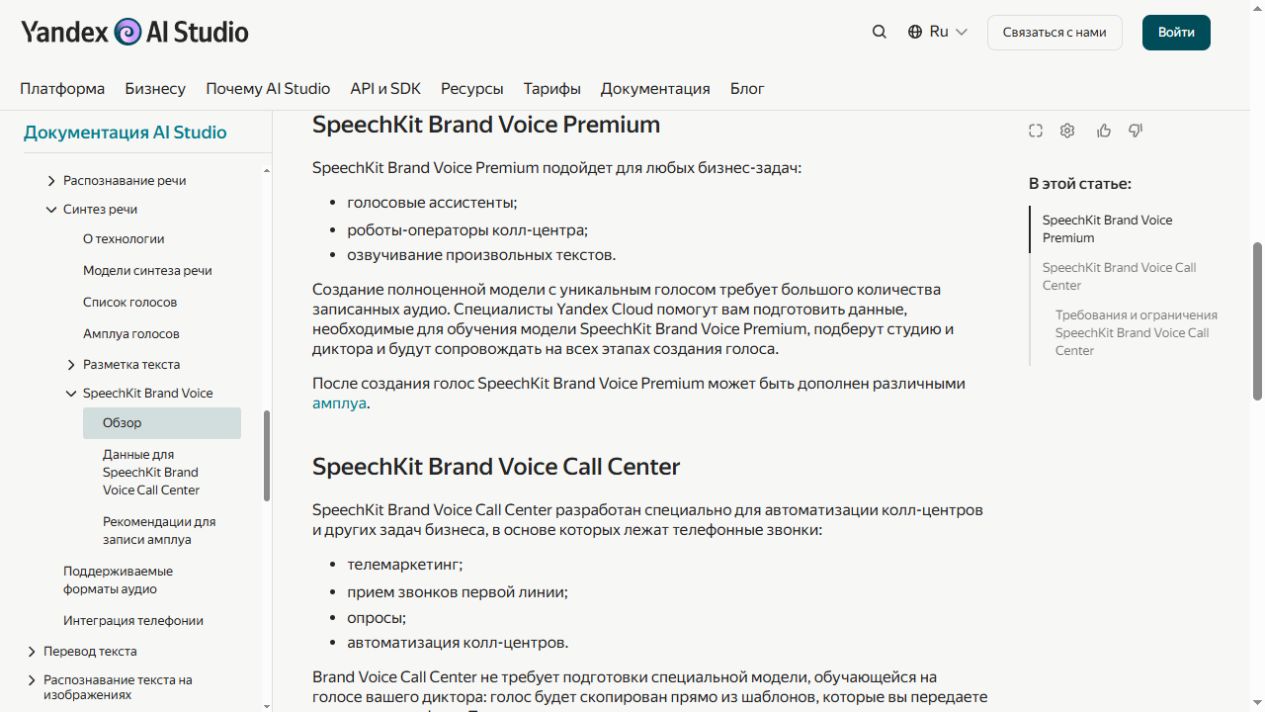 Yandex AI Studio
Ru
Связаться с нами
Войти
Платформа
Бизнесу
Почему AI Studio
API и SDK
Ресурсы
Тарифы
Документация
Блог
Документация AI Studio
Распознавание речи
Синтез речи
О технологии
Модели синтеза речи
Список голосов
Амплуа голосов
Разметка текста
SpeechKit Brand Voice
Обзор
Данные для
SpeechKit Brand
Voice Call Center
Рекомендации для
записи амплуа
Поддерживаемые
форматы аудио
Интеграция телефонии
Перевод текста
Распознавание текста на
изображениях
SpeechKit Brand Voice Premium
SpeechKit Brand Voice Premium подойдет для любых бизнес-задач:
• голосовые ассистенты;
• роботы-операторы колл-центра;
• озвучивание произвольных текстов.
Создание полноценной модели с уникальным голосом требует большого количества
записанных аудио. Специалисты Yandex Cloud помогут вам подготовить данные,
необходимые для обучения модели SpeechKit Brand Voice Premium, подберут студию и
диктора и будут сопровождать на всех этапах создания голоса.
После создания голос SpeechKit Brand Voice Premium может быть дополнен различными
амплуа.
SpeechKit Brand Voice Call Center
SpeechKit Brand Voice Call Center разработан специально для автоматизации колл-центров
и других задач бизнеса, в основе которых лежат телефонные звонки:
• телемаркетинг;
• прием звонков первой линии;
• опросы;
• автоматизация колл-центров.
Brand Voice Call Center не требует подготовки специальной модели, обучающейся на
голосе вашего диктора: голос будет скопирован прямо из шаблонов, которые вы передаете
В этой статье:
SpeechKit Brand Voice
Premium
SpeechKit Brand Voice Call
Center
Требования и ограничения
SpeechKit Brand Voice Call
Center